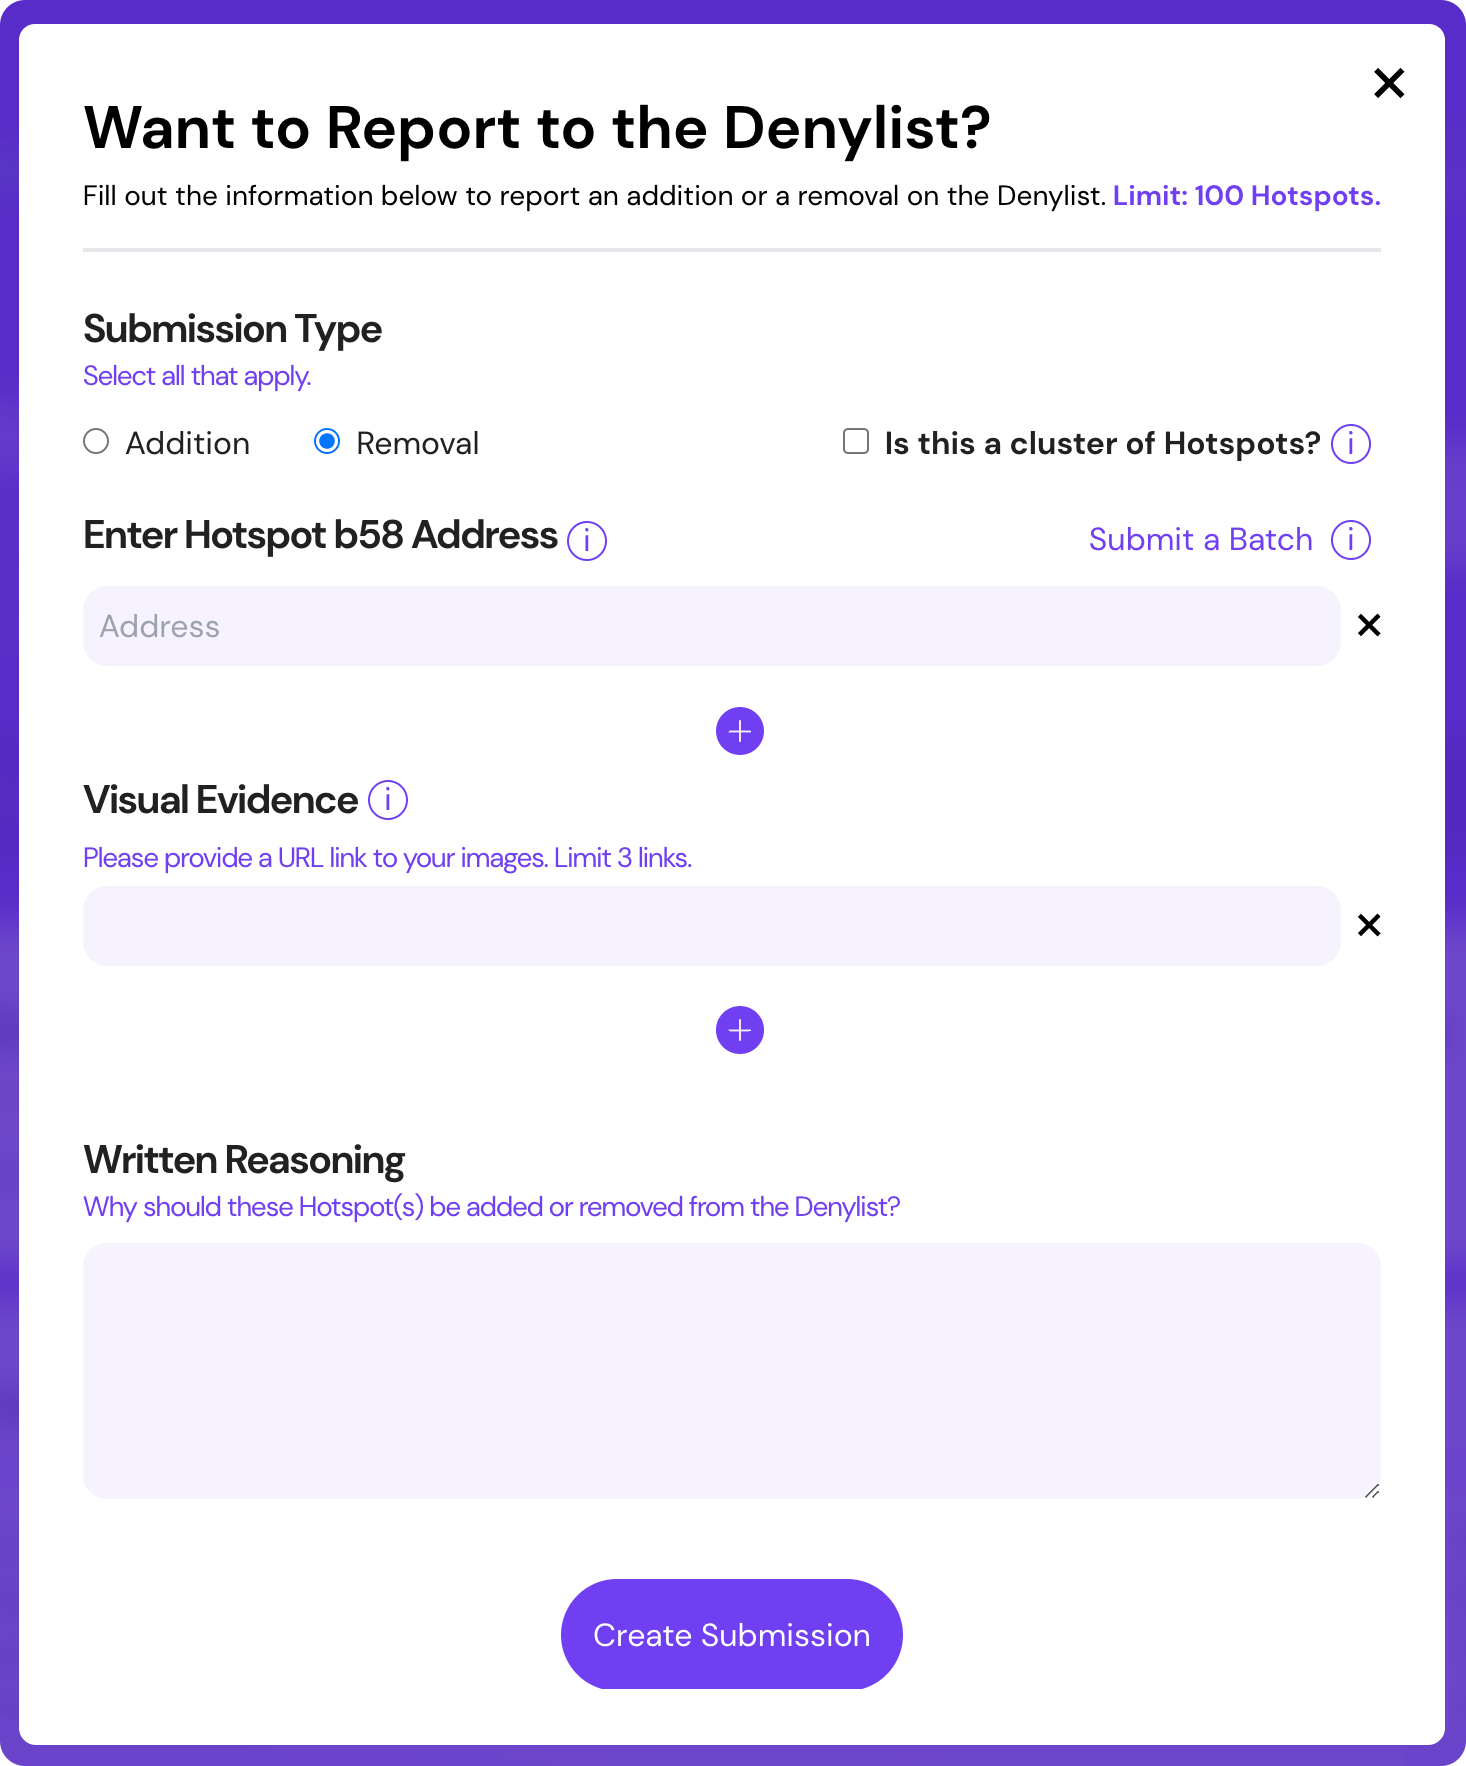 Want to Report to the Denylist?
Fill out the information below to report an addition or a removal on the Denylist. Limit: 100 Hotspots.
Submission Type
Select all that apply.
Addition Removal Is this a cluster of Hotspots? i
Enter Hotspot b58 Address i Submit a Batch i
Address
Visual Evidence i
Please provide a URL link to your images. Limit 3 links.
Written Reasoning
Why should these Hotspot(s) be added or removed from the Denylist?
Create Submission